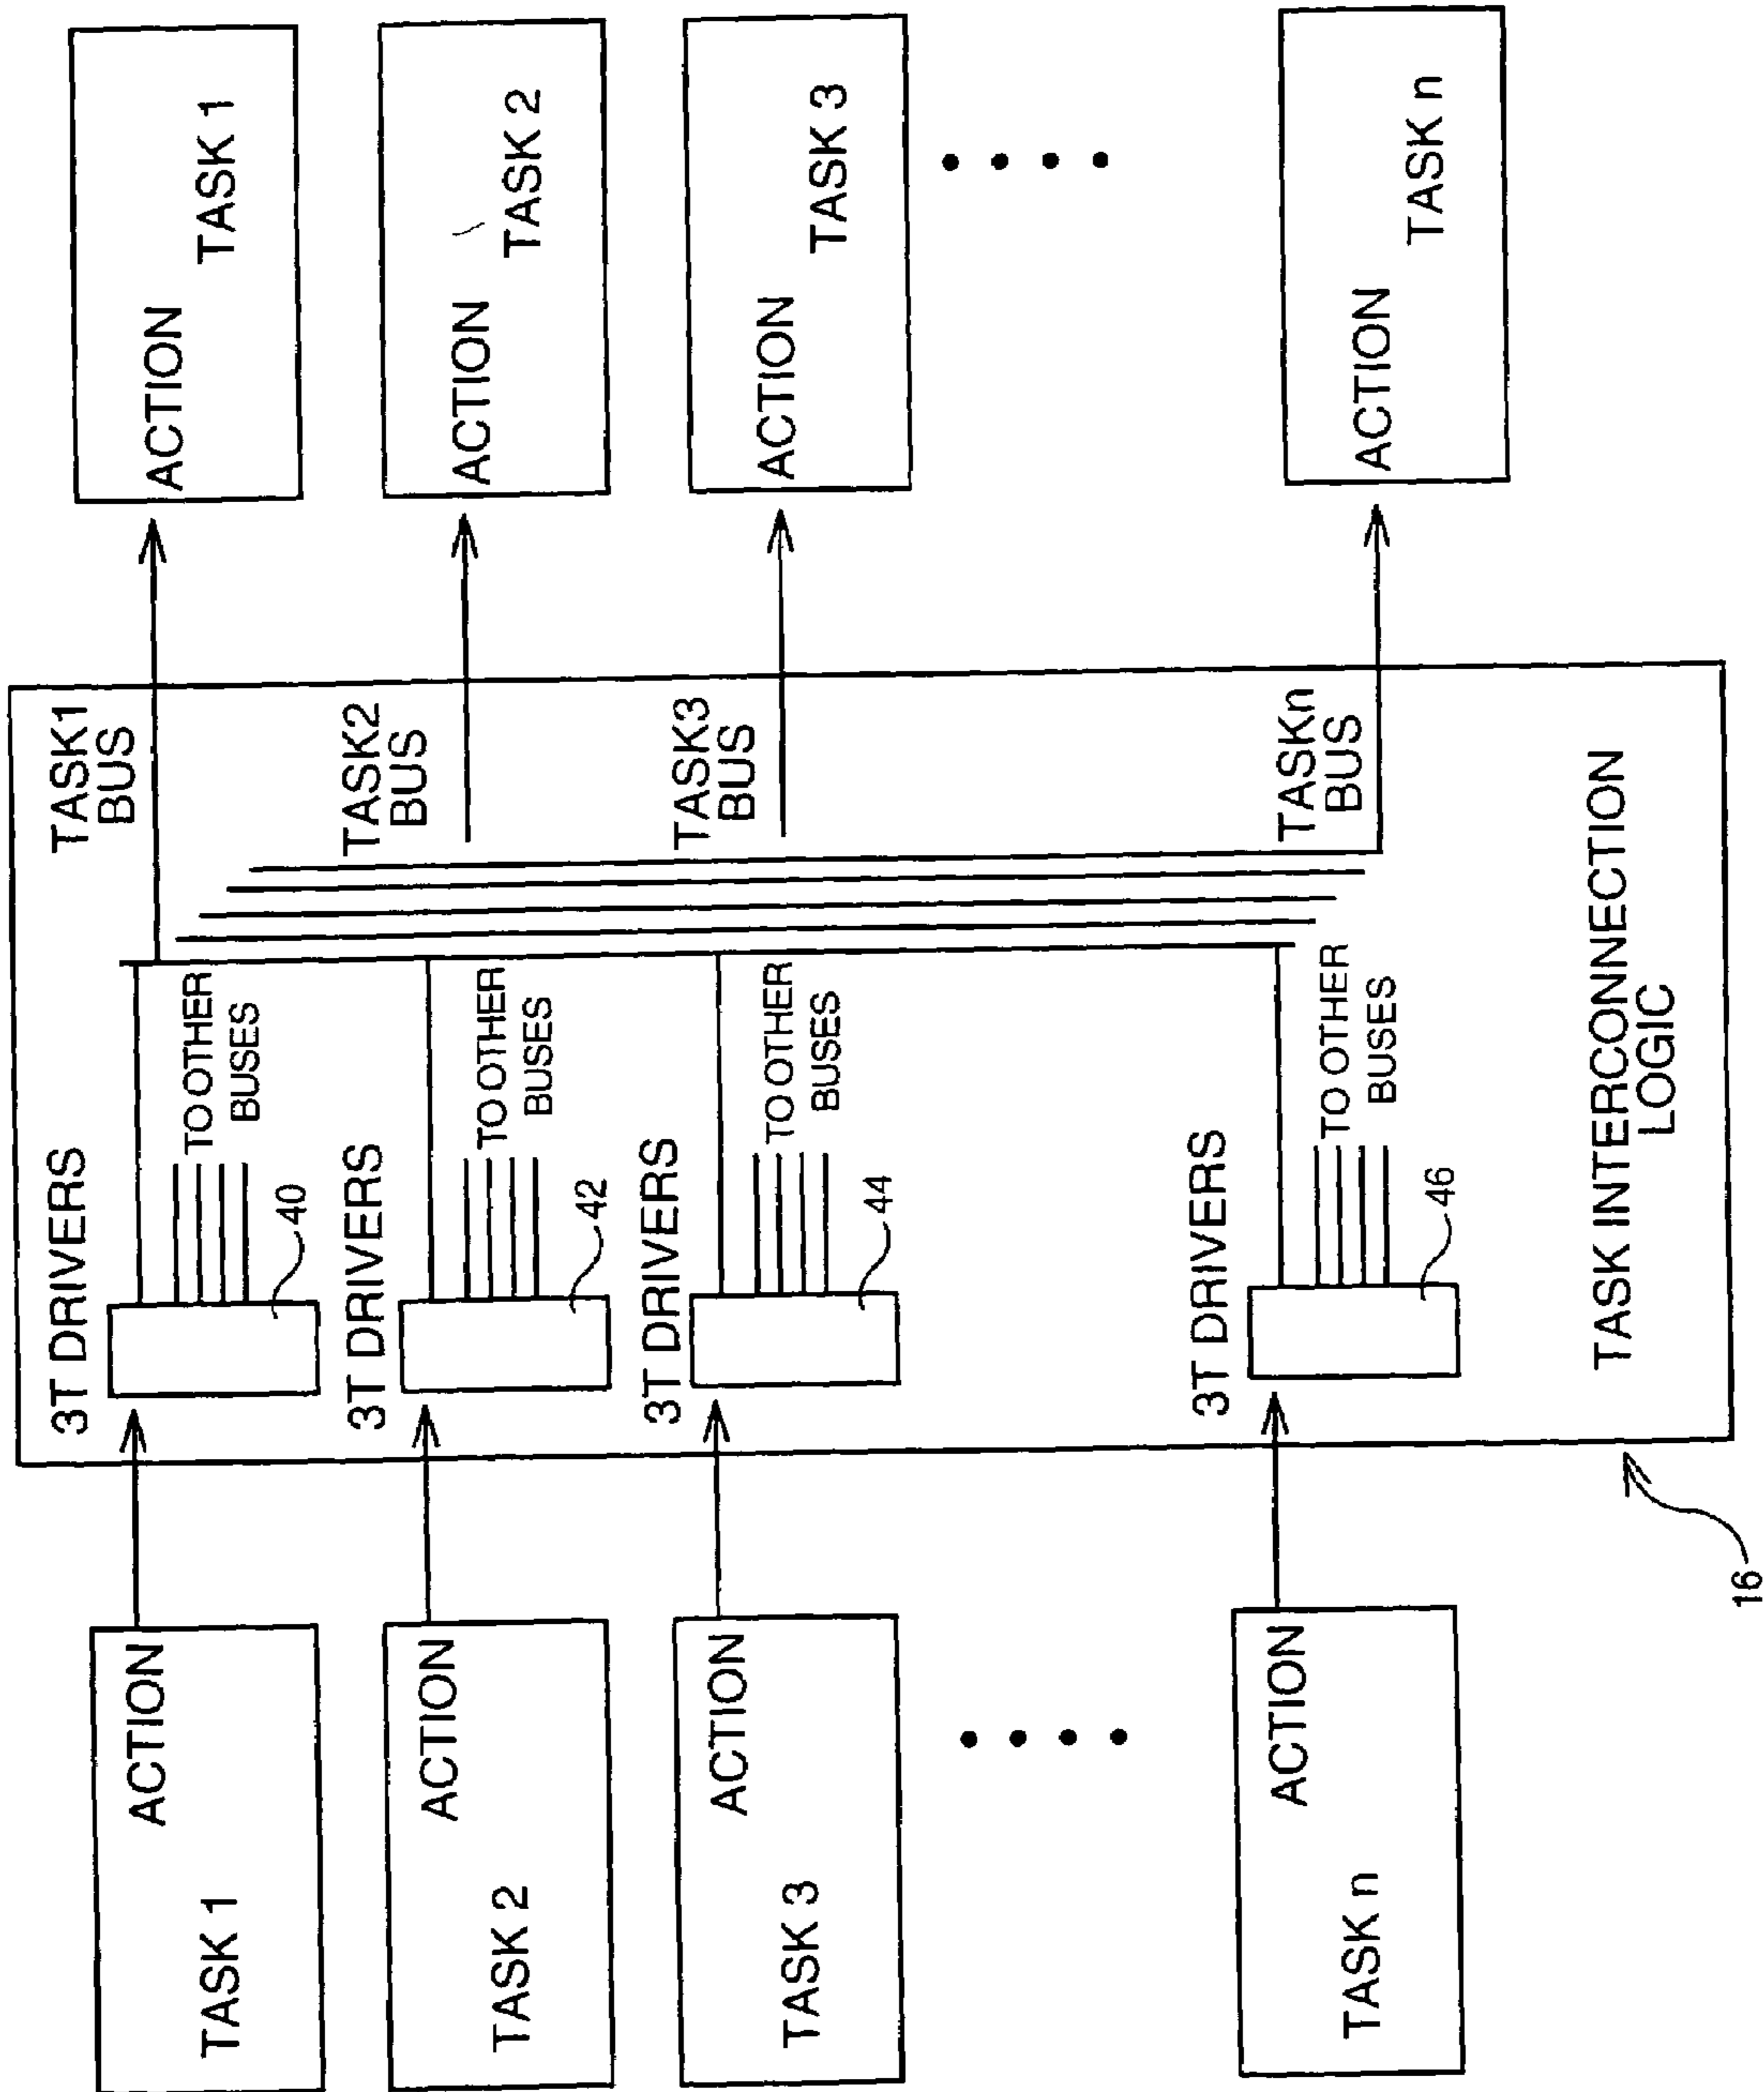 TASK 1
ACTION
TASK 2
ACTION
TASK 3
ACTION
TASK n
ACTION
3T DRIVERS
TO OTHER
BUSES
40
3T DRIVERS
TO OTHER
BUSES
42
3T DRIVERS
TO OTHER
BUSES
44
3T DRIVERS
TO OTHER
BUSES
46
TASK1
BUS
TASK2
BUS
TASK3
BUS
TASKn
BUS
TASK INTERCONNECTION
LOGIC
16
ACTION
TASK 1
ACTION
TASK 2
ACTION
TASK 3
ACTION
TASK n